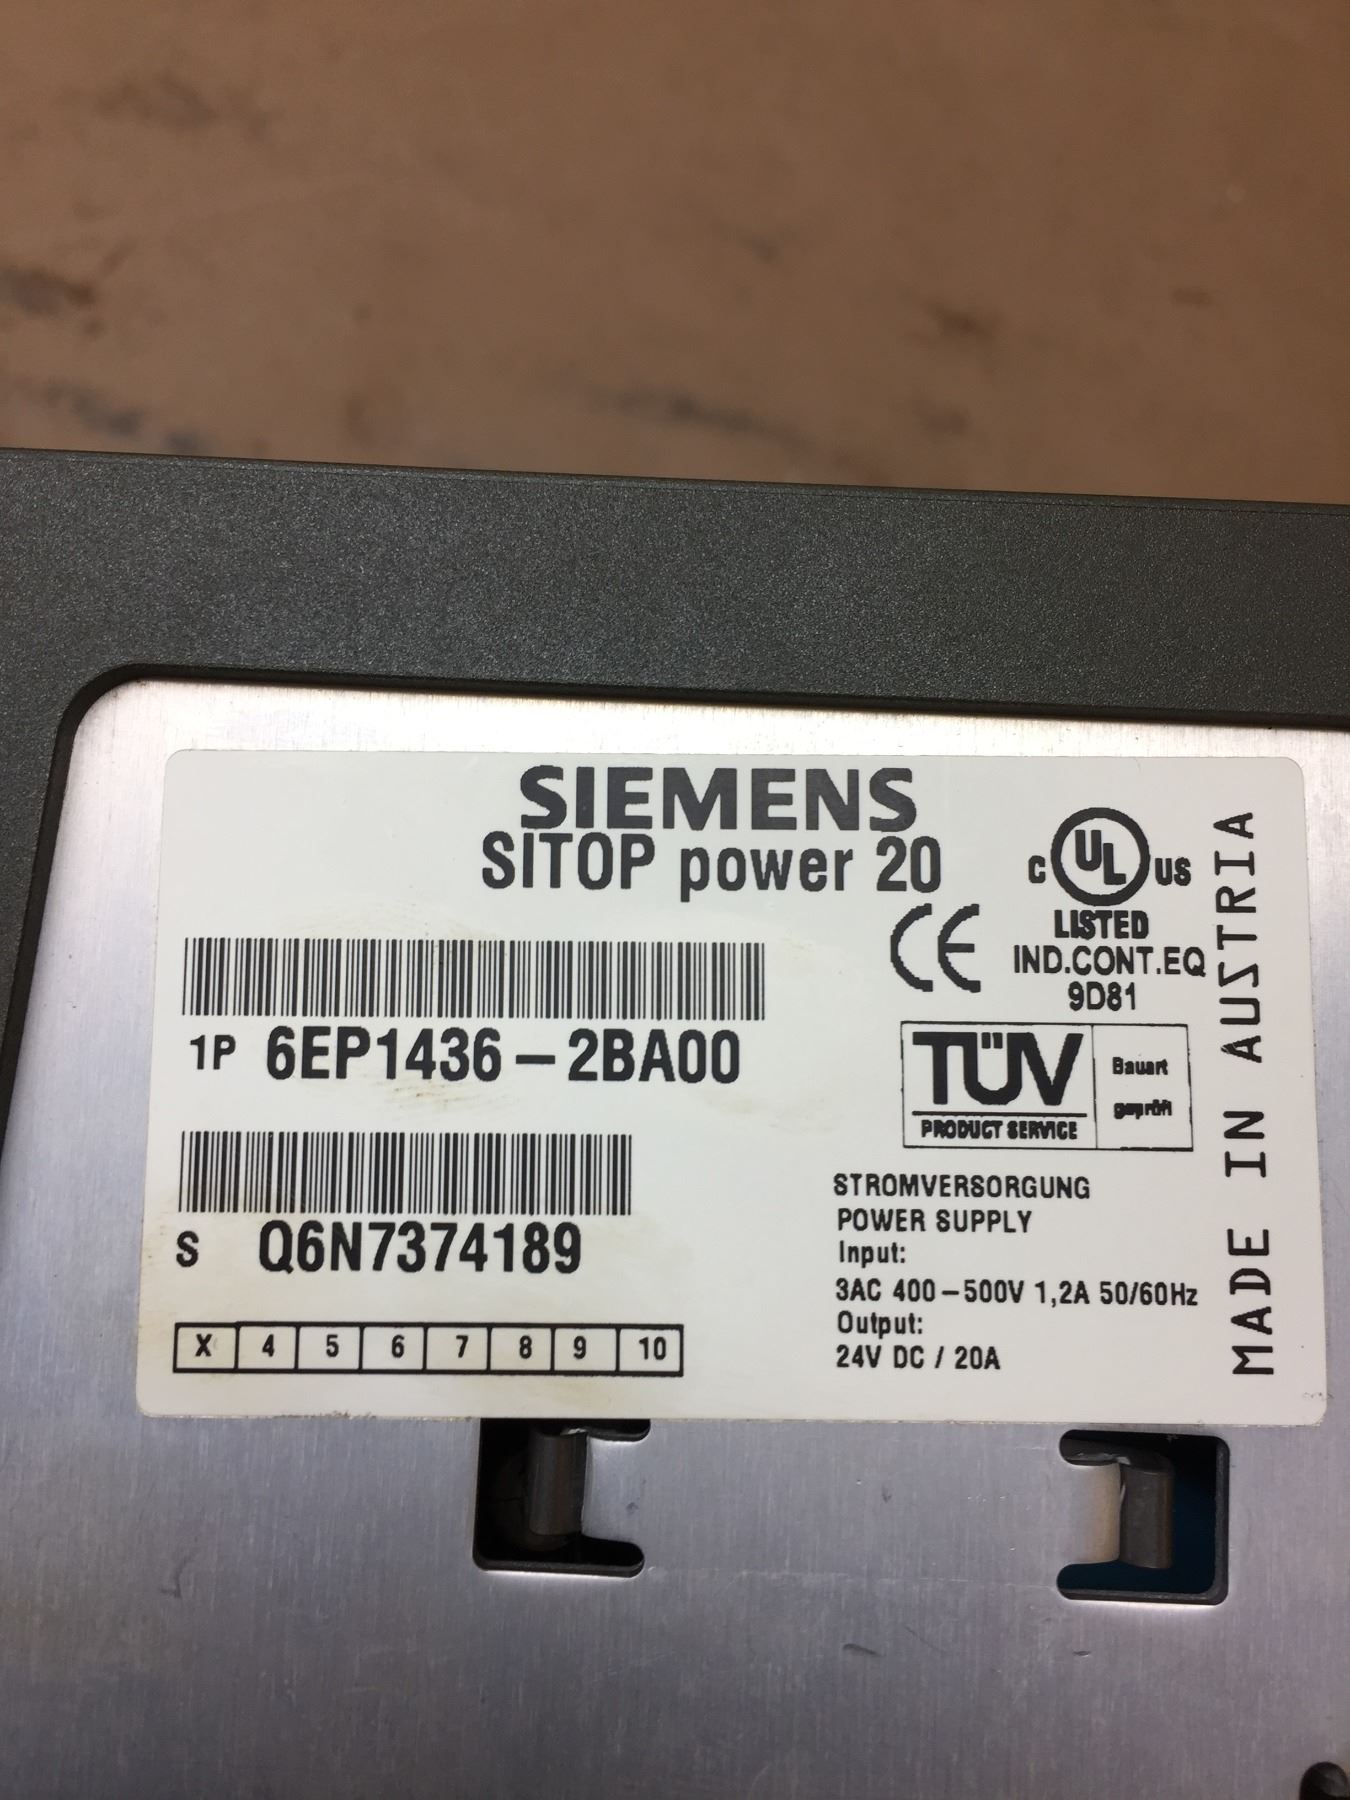 SIEMENS
SITOP power 20
C UL US
LISTED
IND.CONT.EQ
9D81
CE
1P 6EP1436-2BA00
TÜV
PRODUCT SERVICE
Bauart
geprüft
S Q6N7374189
X 4 5 6 7 8 9 10
STROMVERSORGUNG
POWER SUPPLY
Input:
3AC 400-500V 1,2A 50/60Hz
Output:
24V DC / 20A
MADE IN AUSTRIA